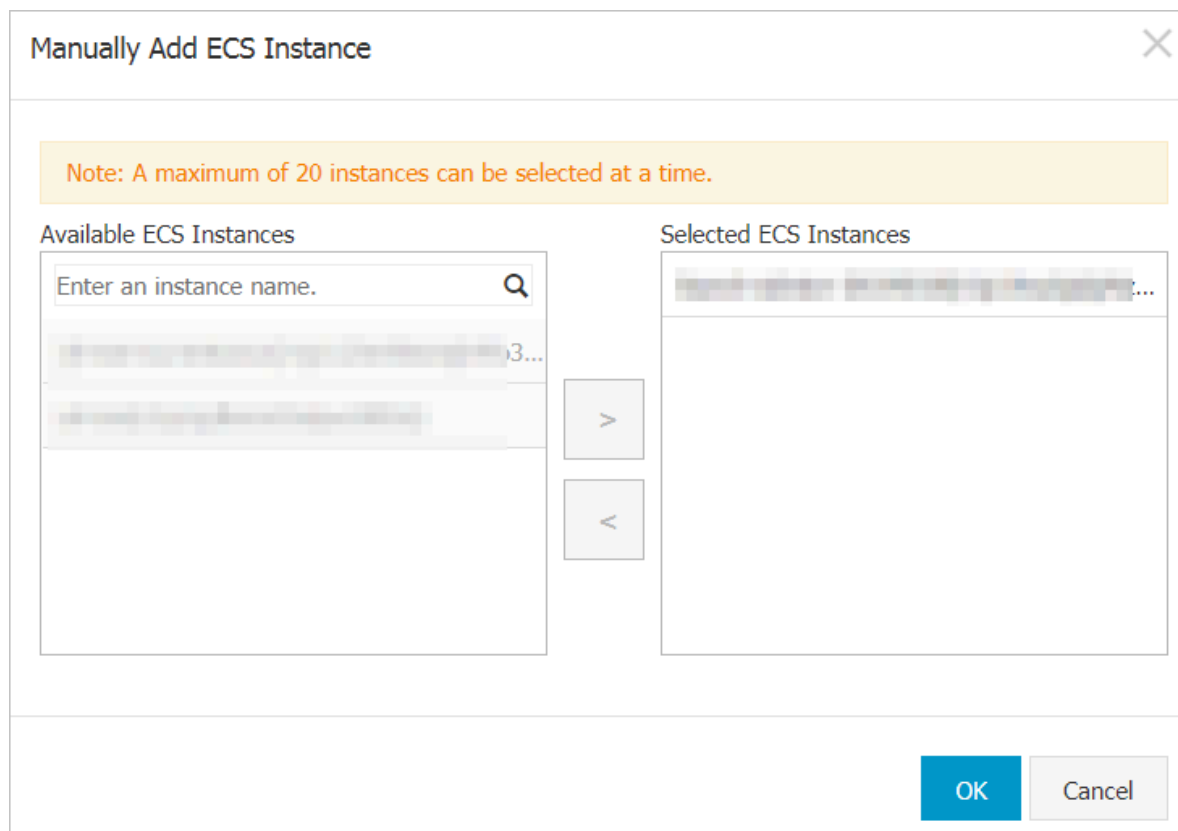 Manually Add ECS Instance
Note: A maximum of 20 instances can be selected at a time.
Available ECS Instances
Selected ECS Instances
Enter an instance name.
...
3...
>
<
OK
Cancel